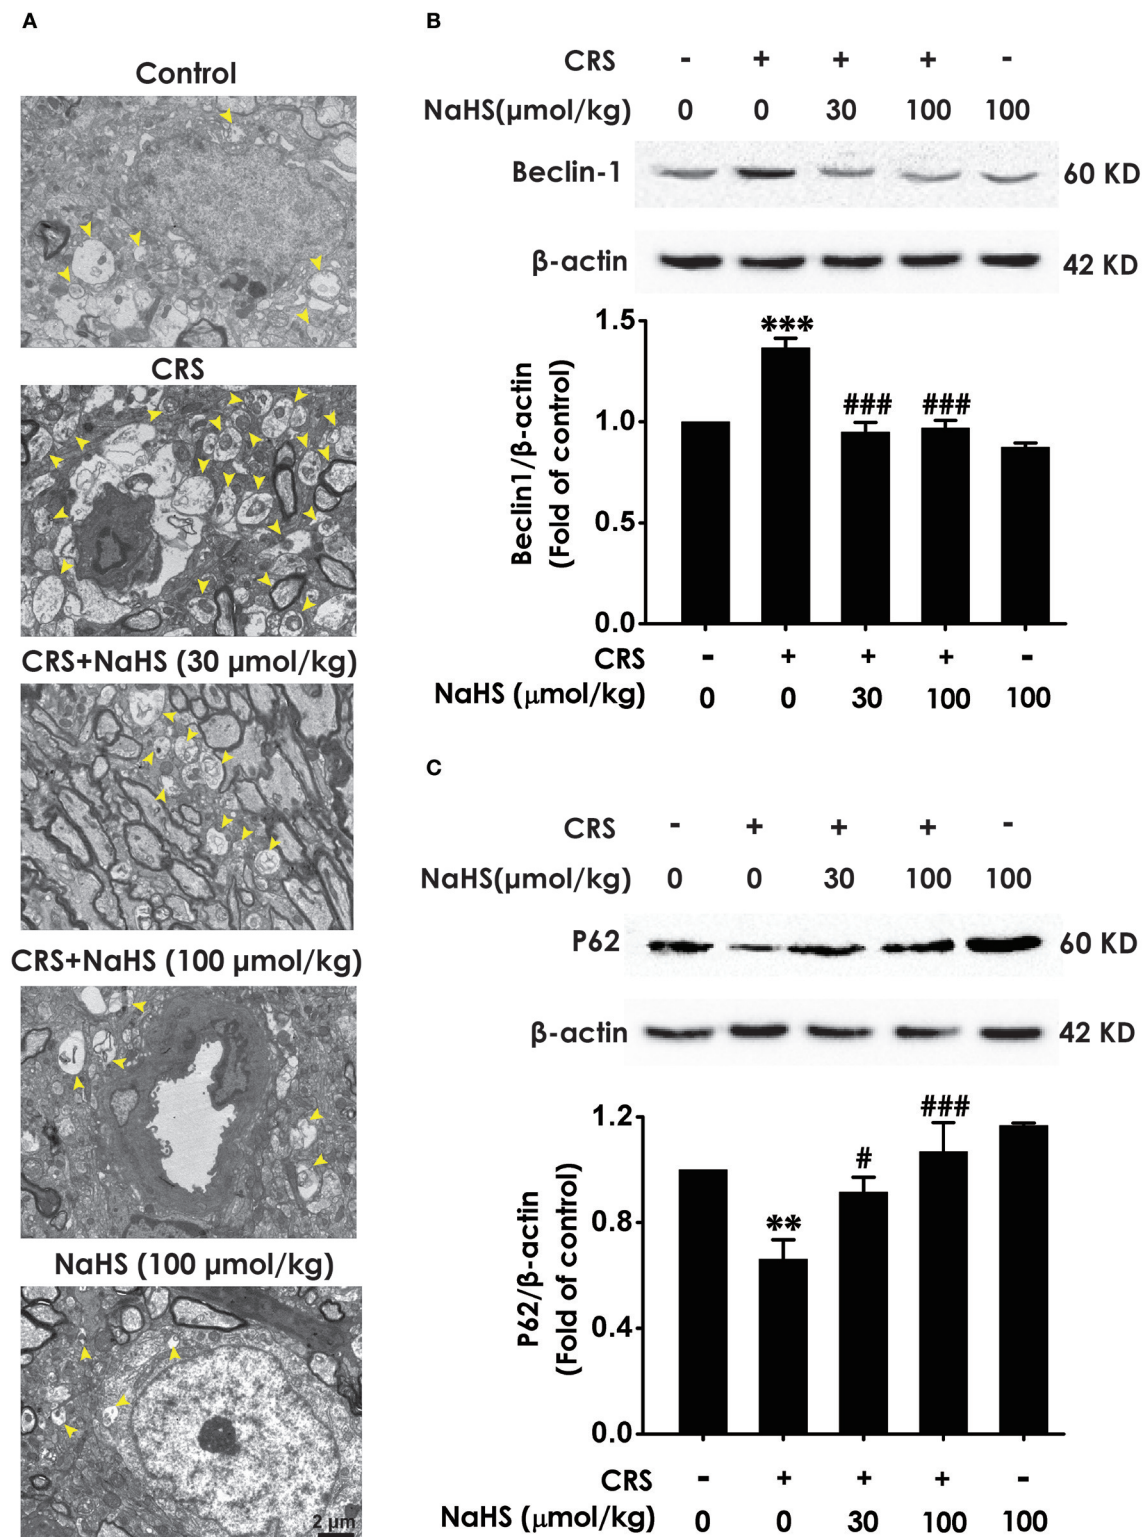 A
Control
CRS
CRS+NaHS (30 µmol/kg)
CRS+NaHS (100 µmol/kg)
NaHS (100 µmol/kg)
2 µm
B
CRS - + + + -
NaHS(µmol/kg) 0 0 30 100 100
Beclin-1 60 KD
β-actin 42 KD
Beclin1/β-actin
(Fold of control)
1.5
1.0
0.5
0.0
***
###
###
CRS - + + + -
NaHS (µmol/kg) 0 0 30 100 100
C
CRS - + + + -
NaHS(µmol/kg) 0 0 30 100 100
P62 60 KD
β-actin 42 KD
P62/β-actin
(Fold of control)
1.2
0.8
0.4
0.0
**
#
###
CRS - + + + -
NaHS (µmol/kg) 0 0 30 100 100